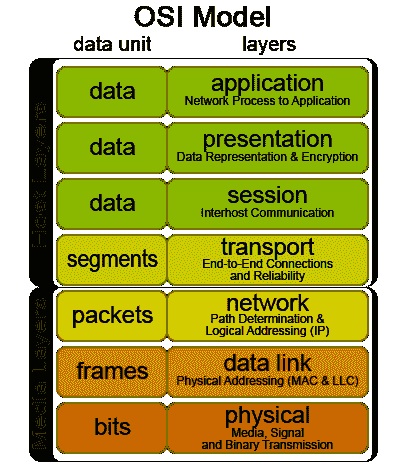 OSI Model
data unit layers
Host Layers
data application
Network Process to Application
data presentation
Data Representation & Encryption
data session
Interhost Communication
segments transport
End-to-End Connections
and Reliability
Media Layers
packets network
Path Determination &
Logical Addressing (IP)
frames data link
Physical Addressing (MAC & LLC)
bits physical
Media, Signal
and Binary Transmission